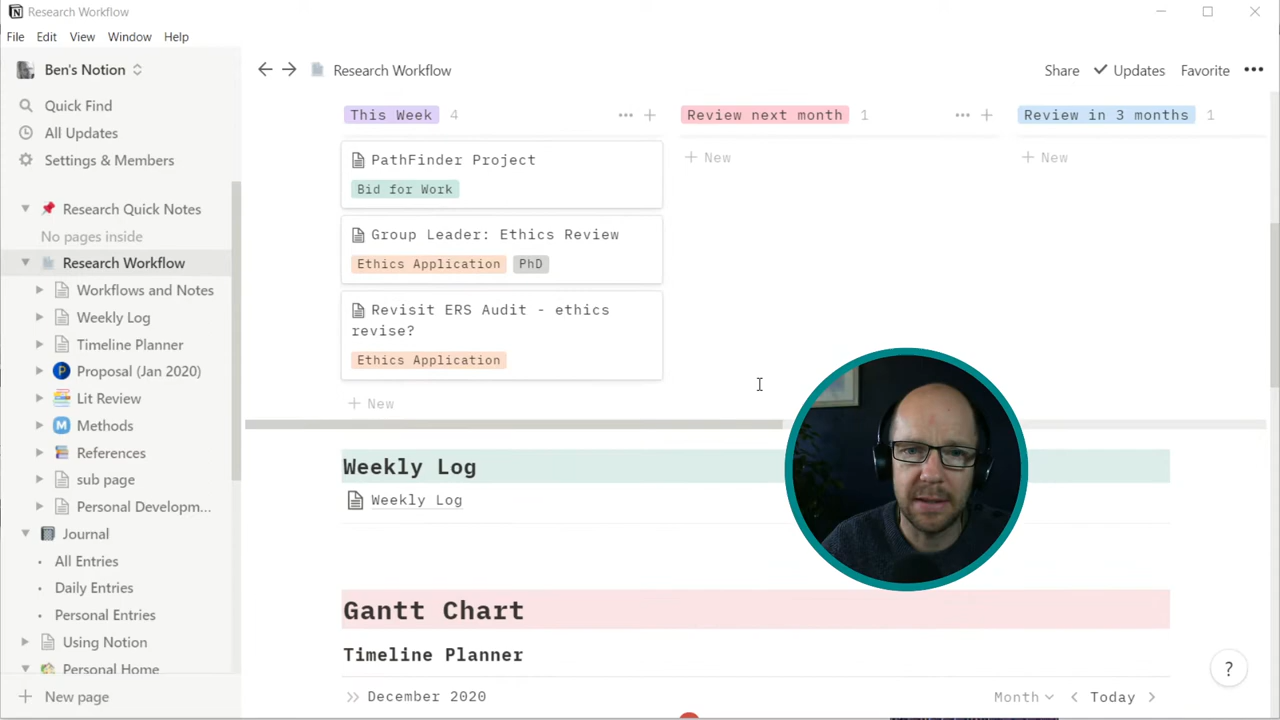 Research Workflow
File Edit View Window Help
Ben's Notion
Quick Find
All Updates
Settings & Members
Research Quick Notes
No pages inside
Research Workflow
Workflows and Notes
Weekly Log
Timeline Planner
Proposal (Jan 2020)
Lit Review
Methods
References
sub page
Personal Developm...
Journal
All Entries
Daily Entries
Personal Entries
Using Notion
Personal Home
New page
Research Workflow
Share Updates Favorite
This Week 4
PathFinder Project
Bid for Work
Group Leader: Ethics Review
Ethics Application PhD
Revisit ERS Audit - ethics
revise?
Ethics Application
+ New
Review next month 1
+ New
Review in 3 months 1
+ New
Weekly Log
Weekly Log
Gantt Chart
Timeline Planner
December 2020 Month Today
?